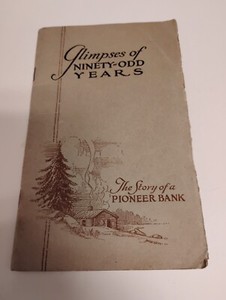 Glimpses of
NINETY-ODD
YEARS
The Story of a
PIONEER BANK